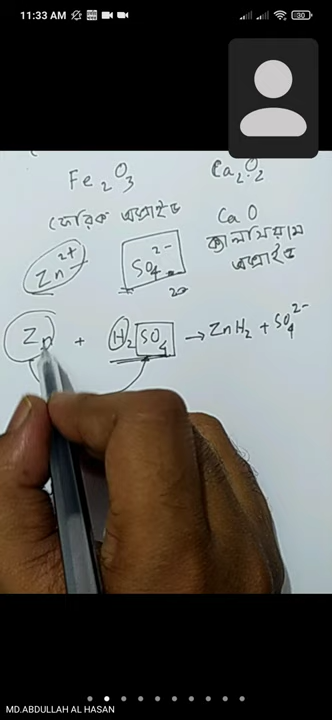 11:33 AM
30
Fe₂O₃ Ca₂O₂
ফেরিক অক্সাইড CaO
ক্যালসিয়াম
অক্সাইড
Zn²⁺ SO₄²⁻
Zn + H₂SO₄ → ZnH₂ + SO₄²⁻
MD.ABDULLAH AL HASAN